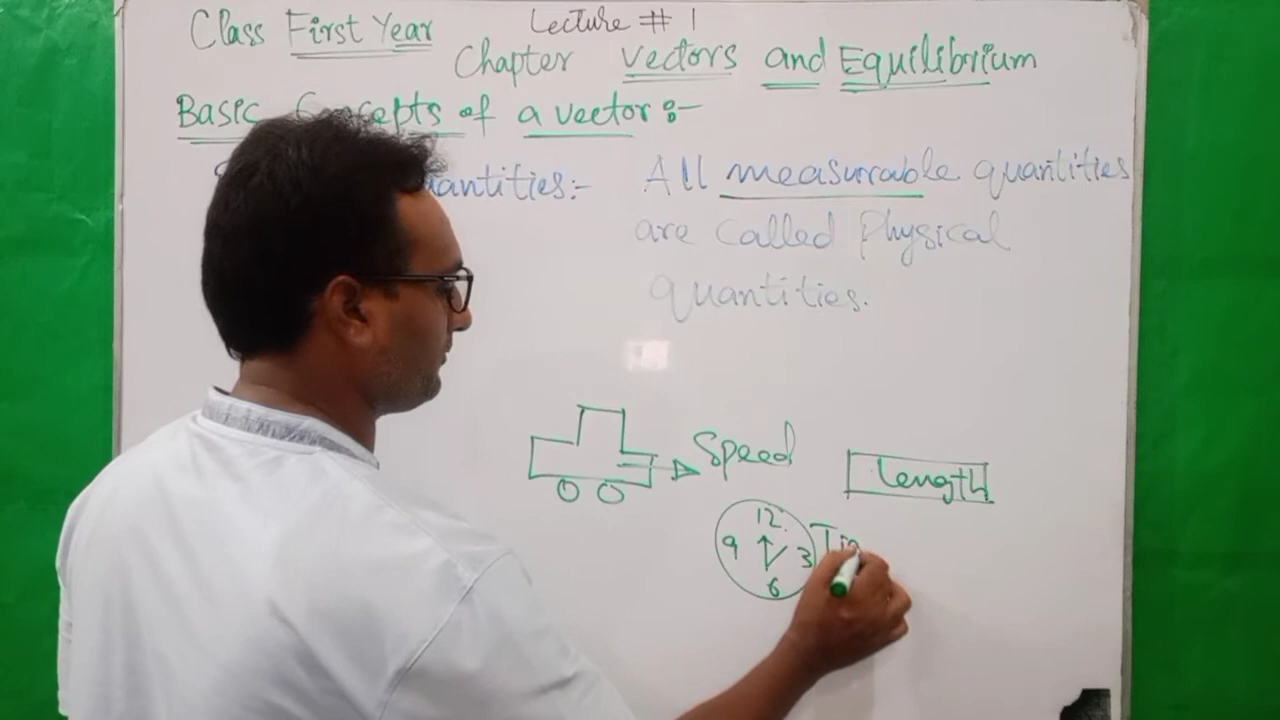 Class First Year Lecture # 1
Chapter vectors and Equilibrium
Basic Concepts of a vector:-
quantities:- All measurable quantities
are called Physical
quantities.
Speed
Length
12
9 3
6
Ti